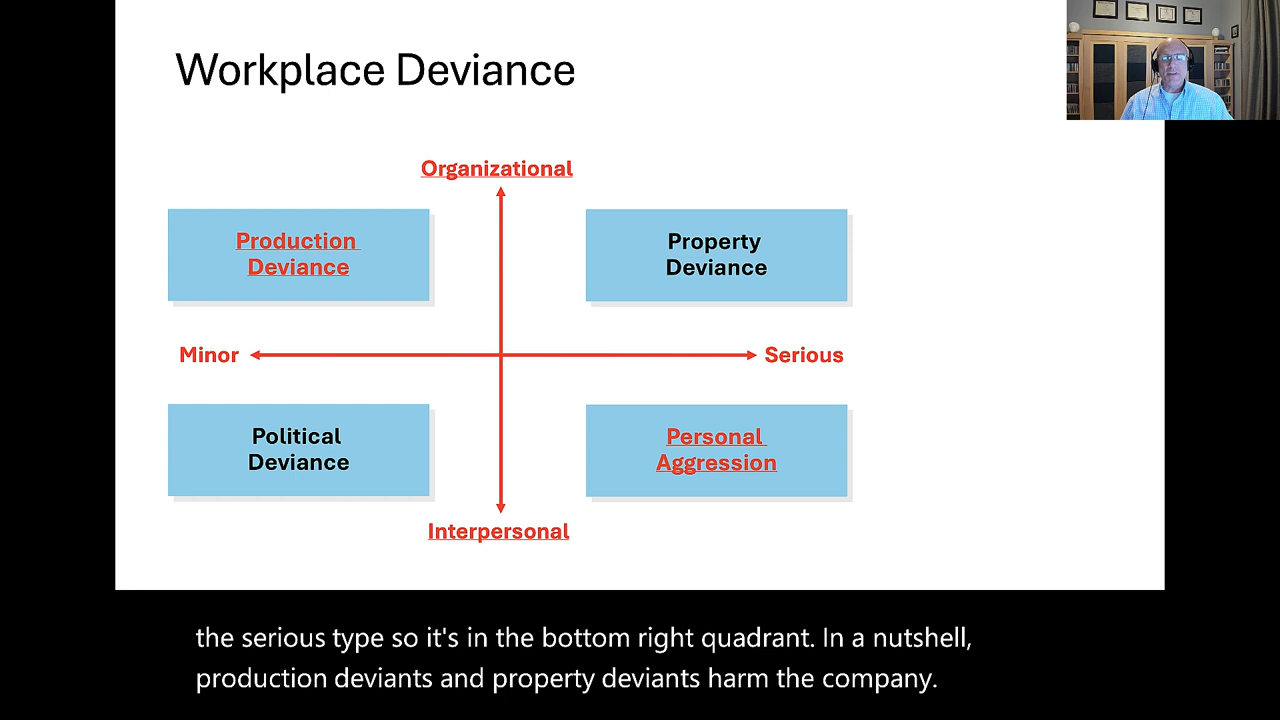 Workplace Deviance
Organizational
Production
Deviance
Property
Deviance
Minor
Serious
Political
Deviance
Personal
Aggression
Interpersonal
the serious type so it's in the bottom right quadrant. In a nutshell,
production deviants and property deviants harm the company.